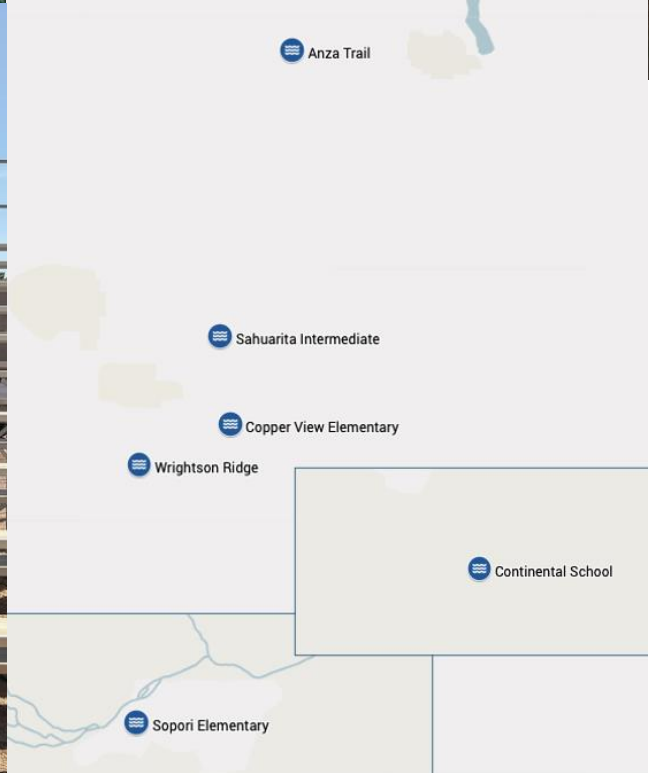 Anza Trail
Sahuarita Intermediate
Copper View Elementary
Wrightson Ridge
Continental School
Sopori Elementary